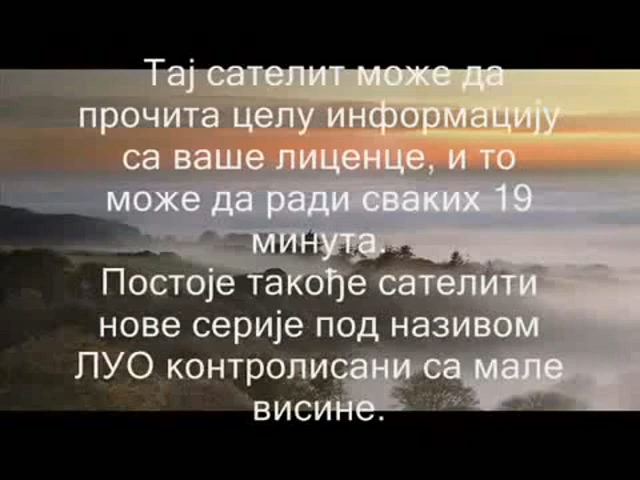 Тај сателит може да
прочита целу информацију
са ваше лиценце, и то
може да ради сваких 19
минута.
Постоје такође сателити
нове серије под називом
ЛУО контролисани са мале
висине.